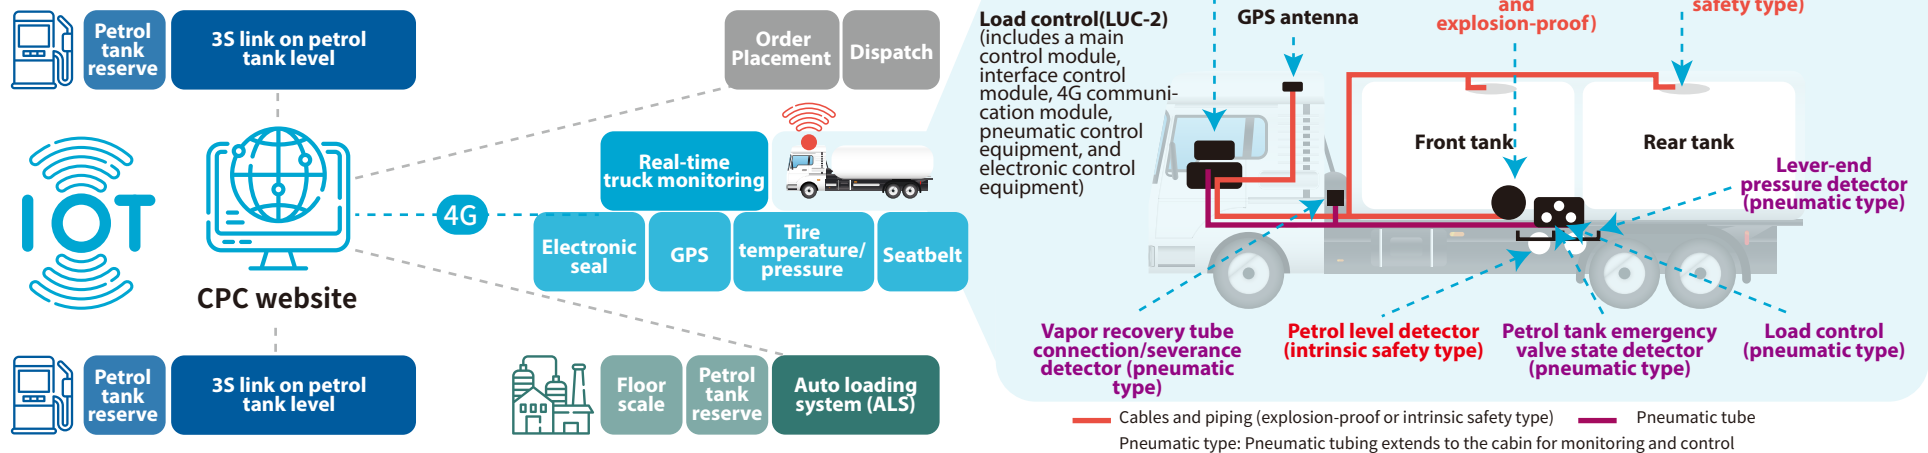 Petrol
tank
reserve
3S link on petrol
tank level
IOT
CPC website
Petrol
tank
reserve
3S link on petrol
tank level
4G
Order
Placement
Dispatch
Real-time
truck monitoring
Electronic
seal
GPS
Tire
temperature/
pressure
Seatbelt
Floor
scale
Petrol
tank
reserve
Auto loading
system (ALS)
Load control(LUC-2)
(includes a main
control module,
interface control
module, 4G communi-
cation module,
pneumatic control
equipment, and
electronic control
equipment)
GPS antenna
and
explosion-proof)
safety type)
Front tank
Rear tank
Lever-end
pressure detector
(pneumatic type)
Vapor recovery tube
connection/severance
detector (pneumatic
type)
Petrol level detector
(intrinsic safety type)
Petrol tank emergency
valve state detector
(pneumatic type)
Load control
(pneumatic type)
Cables and piping (explosion-proof or intrinsic safety type)
Pneumatic tube
Pneumatic type: Pneumatic tubing extends to the cabin for monitoring and control